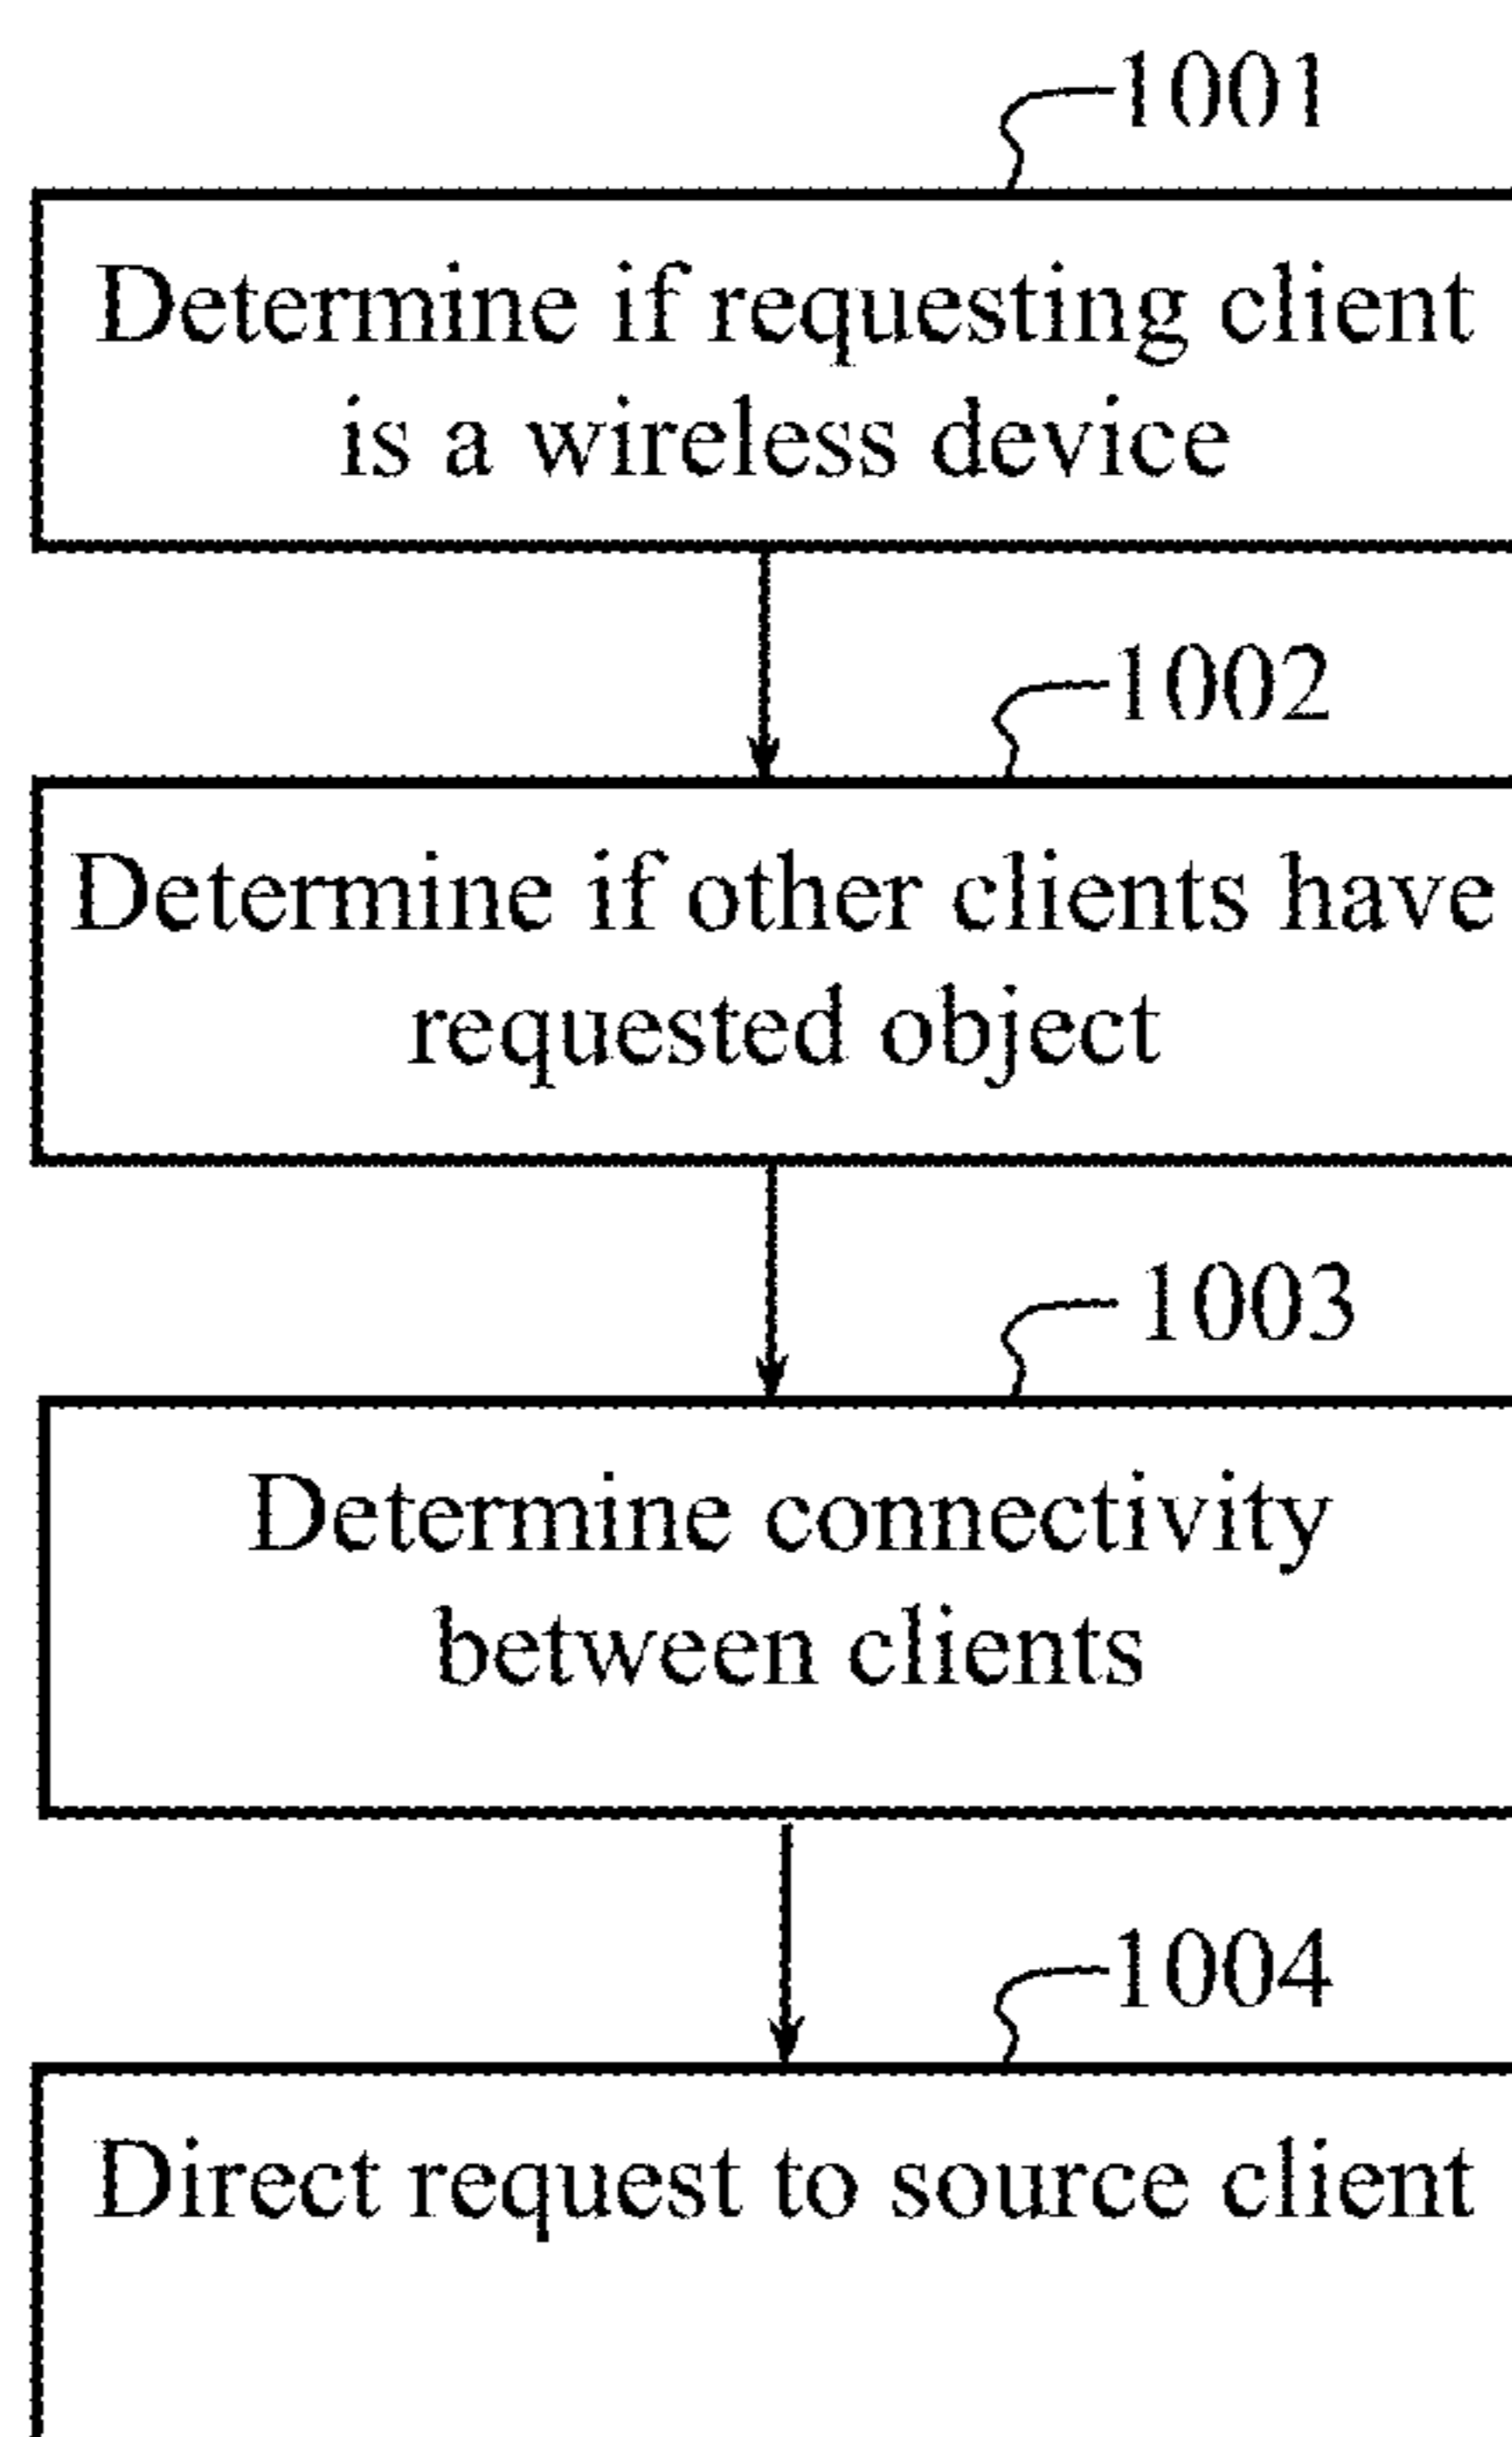 1001
Determine if requesting client
is a wireless device
1002
Determine if other clients have
requested object
1003
Determine connectivity
between clients
1004
Direct request to source client